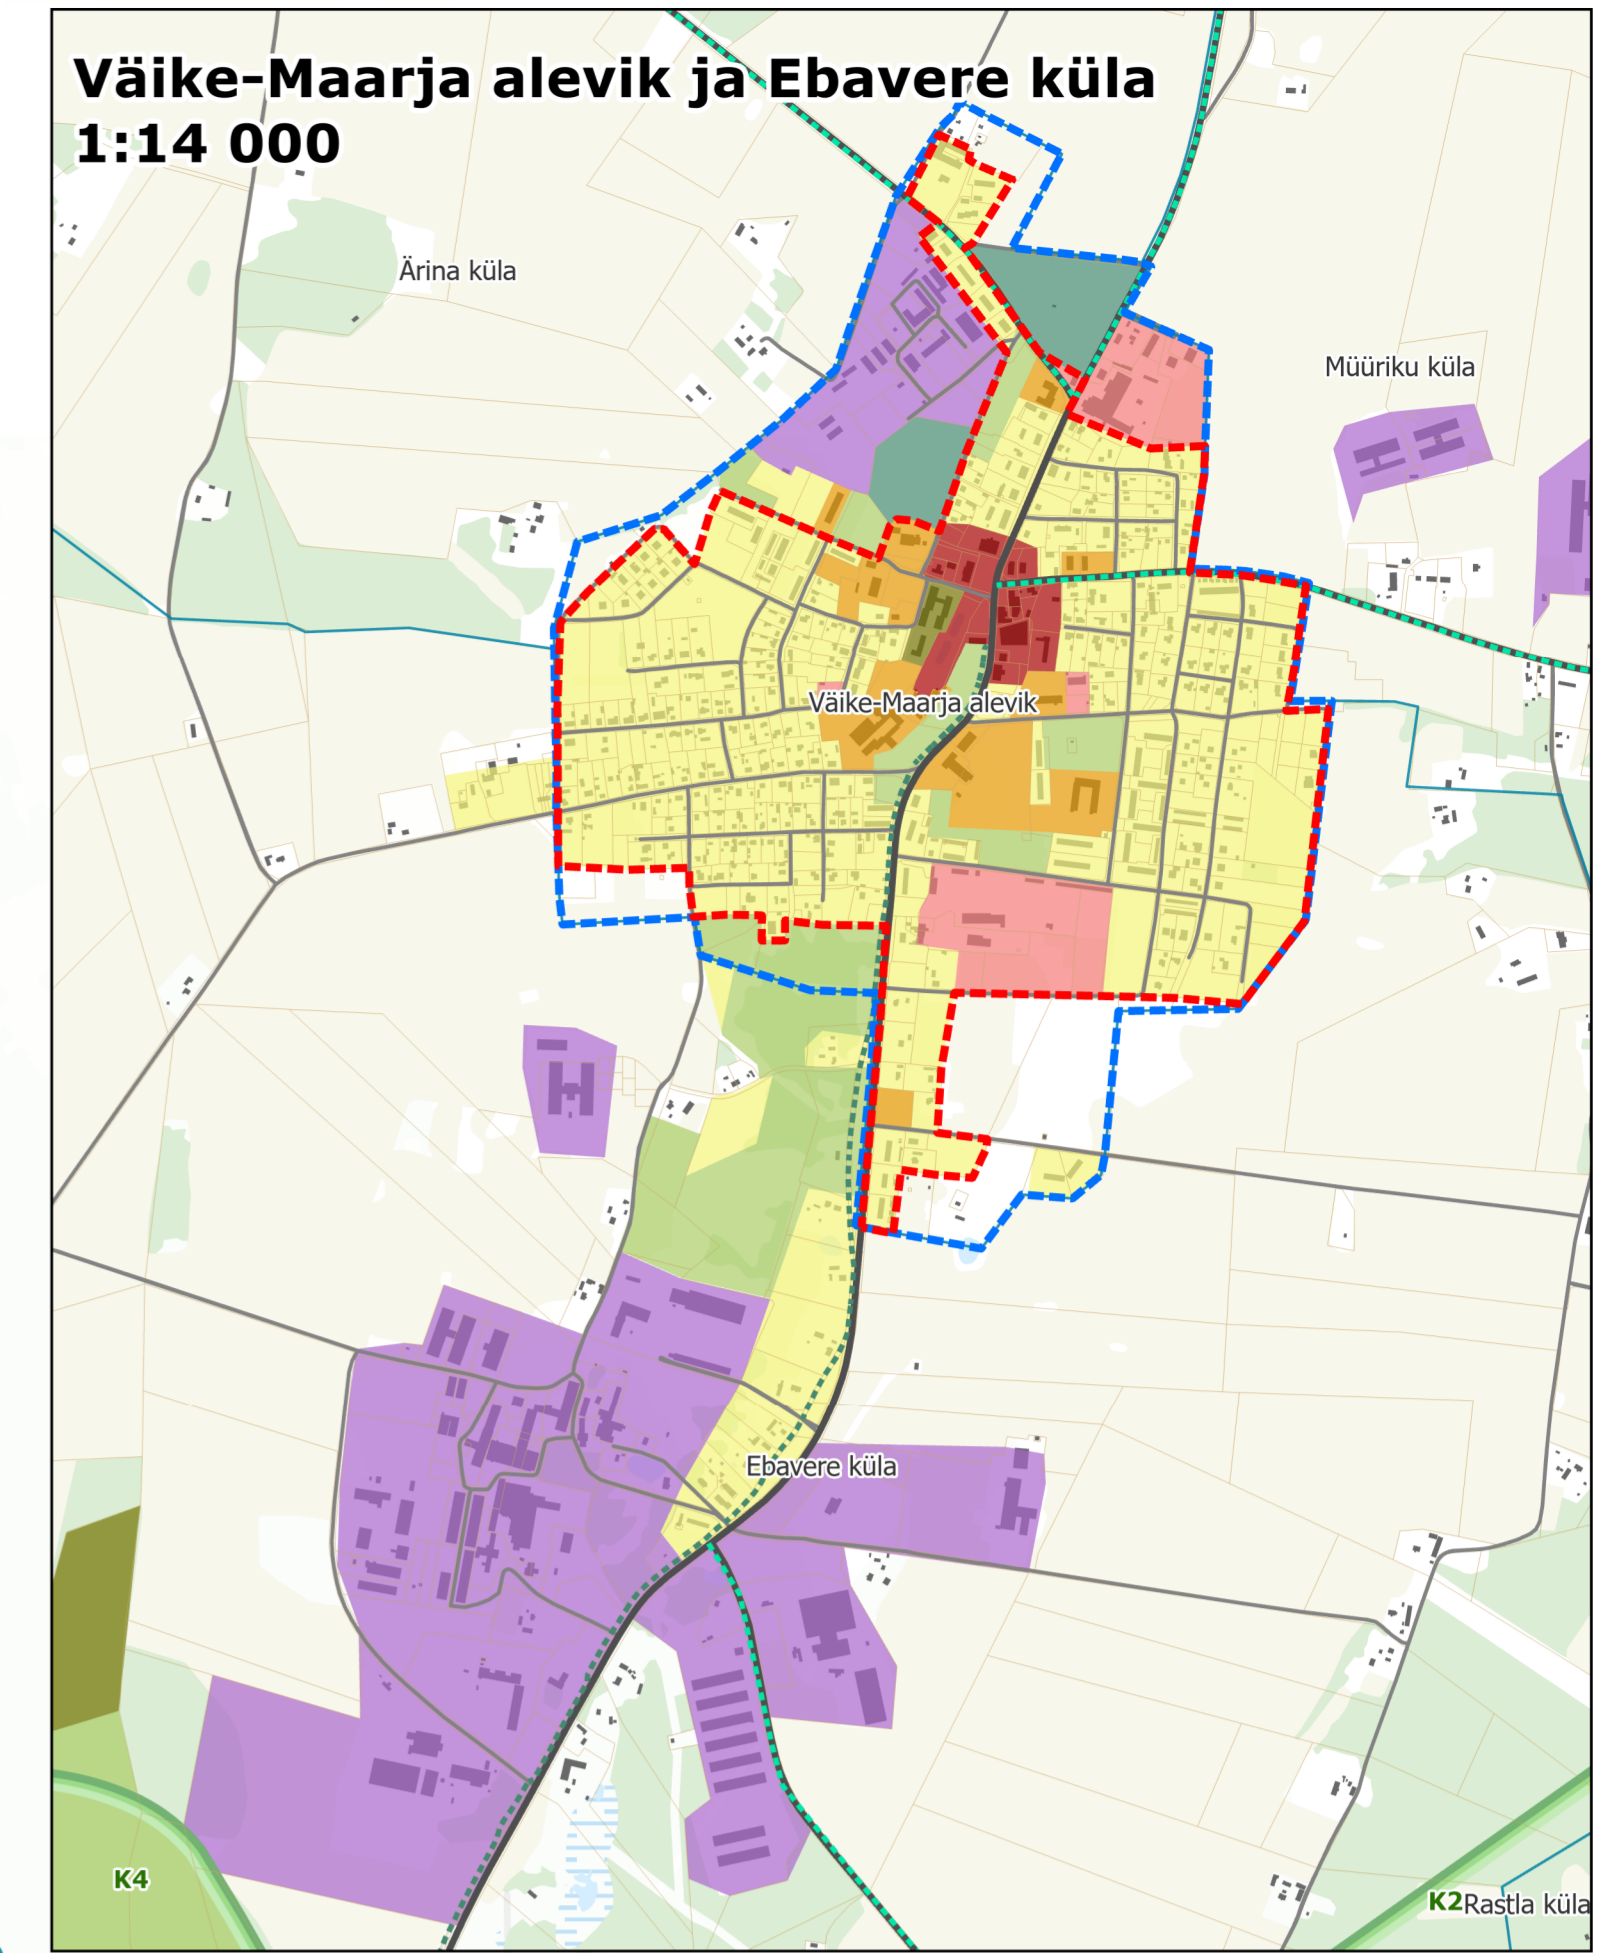 Väike-Maarja alevik ja Ebavere küla
1:14 000
Ärina küla
Müüriku küla
Väike-Maarja alevik
Ebavere küla
K4
K2 Rastla küla